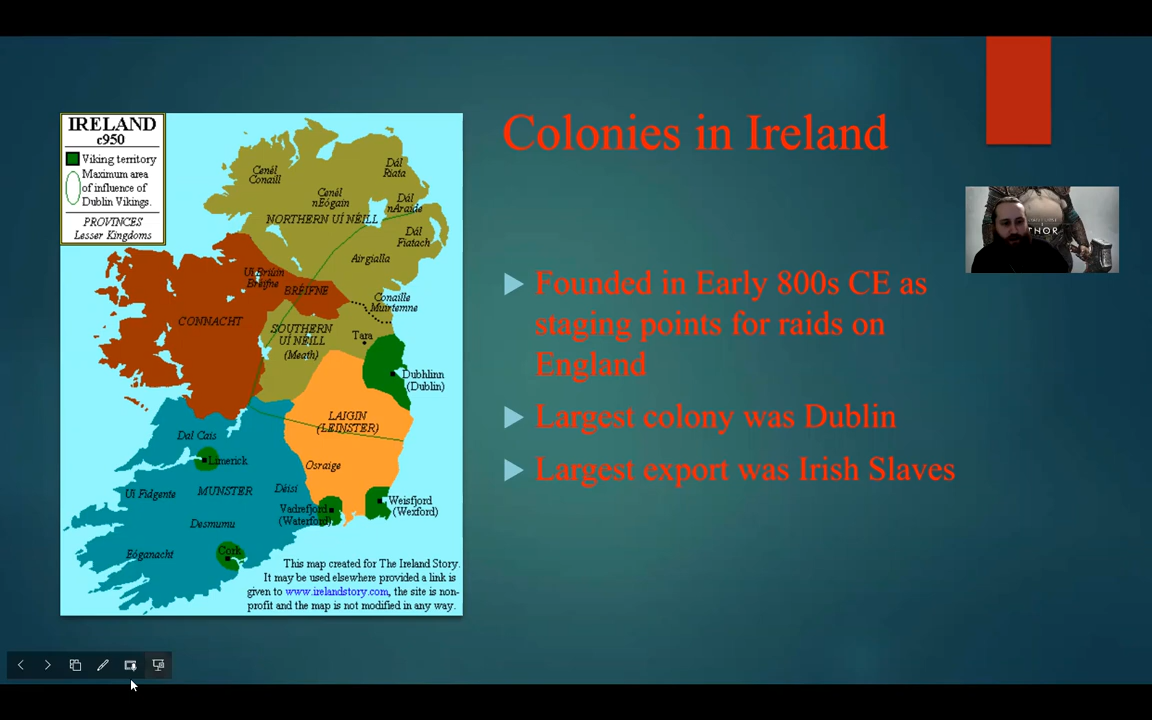 IRELAND
c950
Viking territory
Maximum area
of influence of
Dublin Vikings.
PROVINCES
Lesser Kingdoms
Cenèl
Conaill
Dál
Riata
Cenél
nEógain
Dál
nAraide
NORTHERN UÍ NÉILL
Dál
Fiatach
Airgialla
Uí Briúin
Bréifne
BRÉIFNE
Conaille
Muirtemne
CONNACHT
SOUTHERN
UÍ NÉILL
(Meath)
Tara
Dubhlinn
(Dublin)
LAIGIN
(LEINSTER)
Dal Cais
Limerick
Osraige
Uí Fidgente
MUNSTER
Déisi
Weisfjord
(Wexford)
Vadrefjord
(Waterford)
Desmumu
Eóganacht
Cork
This map created for The Ireland Story.
It may be used elsewhere provided a link is
given to www.irelandstory.com, the site is non-
profit and the map is not modified in any way.
Colonies in Ireland
Founded in Early 800s CE as
staging points for raids on
England
Largest colony was Dublin
Largest export was Irish Slaves